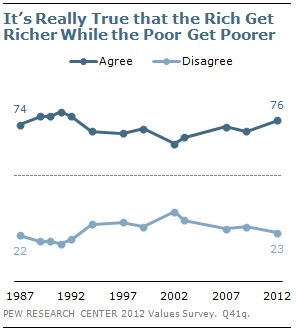 It's Really True that the Rich Get
Richer While the Poor Get Poorer
Agree Disagree
74 76
22 23
1987 1992 1997 2002 2007 2012
PEW RESEARCH CENTER 2012 Values Survey. Q41q.